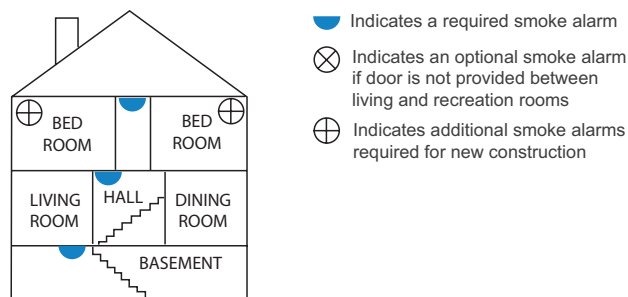 Indicates a required smoke alarm
Indicates an optional smoke alarm
if door is not provided between
living and recreation rooms
Indicates additional smoke alarms
required for new construction
BED
ROOM
BED
ROOM
LIVING
ROOM
HALL
DINING
ROOM
BASEMENT